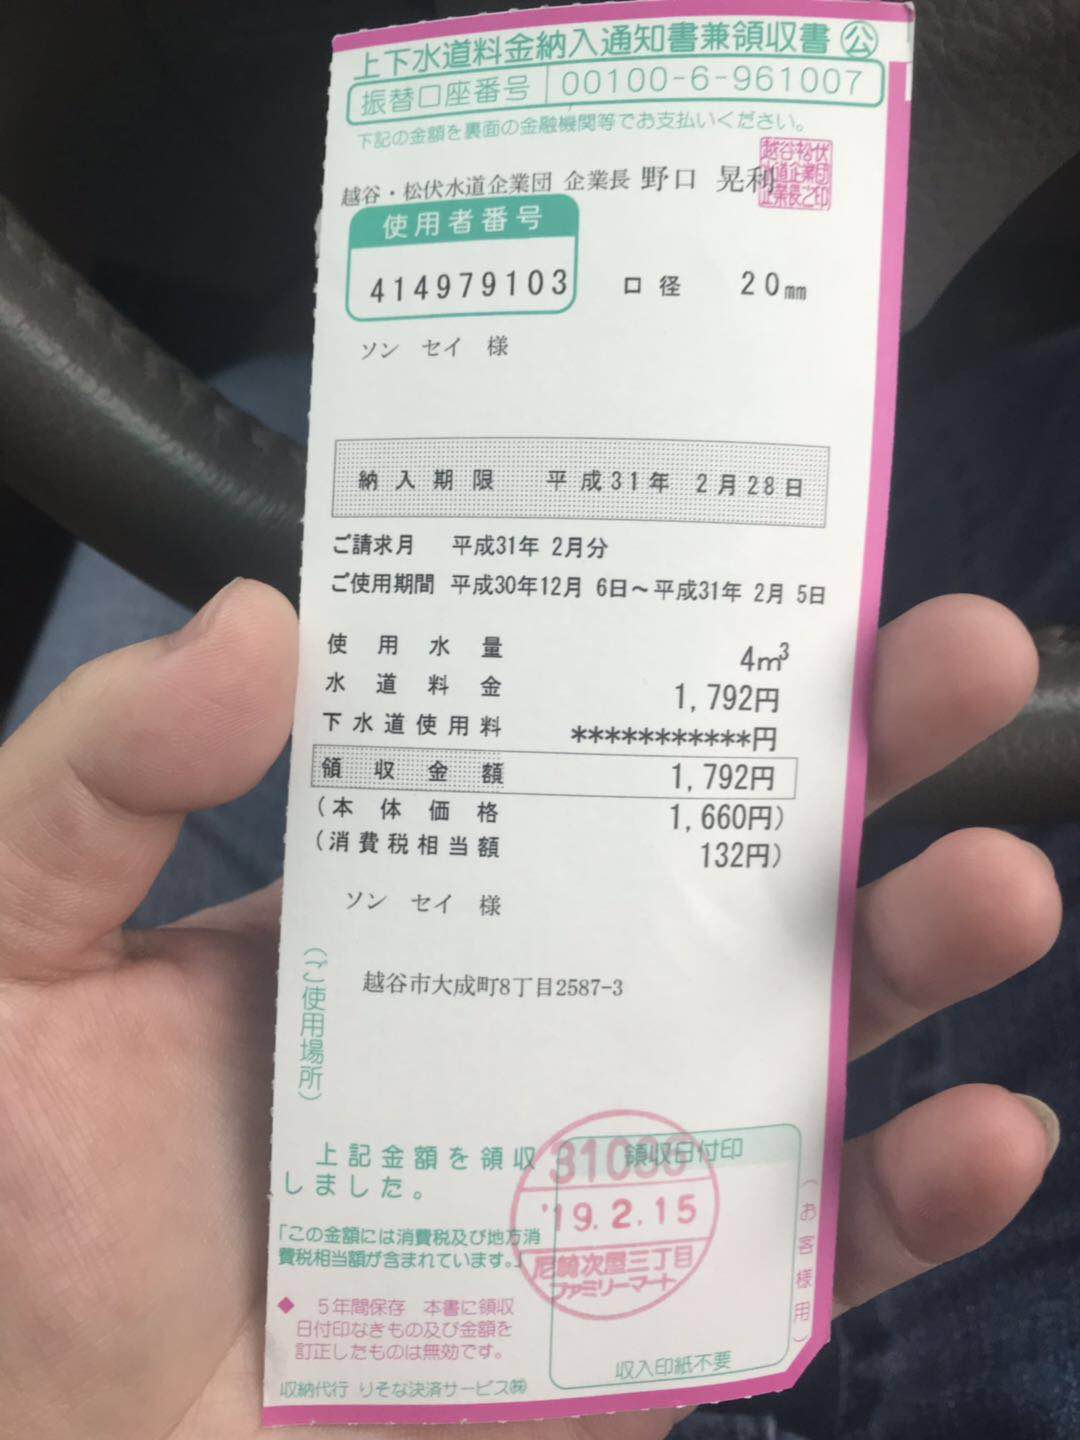 上下水道料金納入通知書兼領収書 公
振替口座番号 00100-6-961007
下記の金額を裏面の金融機関等でお支払いください。
越谷・松伏水道企業団 企業長 野口 晃利
越谷松伏
水道企業団
企業長之印
使用者番号
414979103 口径 20mm
ソン セイ 様
納入期限 平成31年 2月28日
ご請求月 平成31年 2月分
ご使用期間 平成30年12月 6日~平成31年 2月 5日
使用水量 4m³
水道料金 1,792円
下水道使用料 ***********円
領収金額 1,792円
(本体価格 1,660円)
(消費税相当額 132円)
ソン セイ 様
(ご使用場所)
越谷市大成町8丁目2587-3
上記金額を領収
しました。
「この金額には消費税及び地方消
費税相当額が含まれています。」
◆ 5年間保存 本書に領収
日付印なきもの及び金額を
訂正したものは無効です。
収納代行 りそな決済サービス㈱
領収日付印
'19.2.15
尼崎次屋三丁目
ファミリーマート
収入印紙不要
(お客様用)